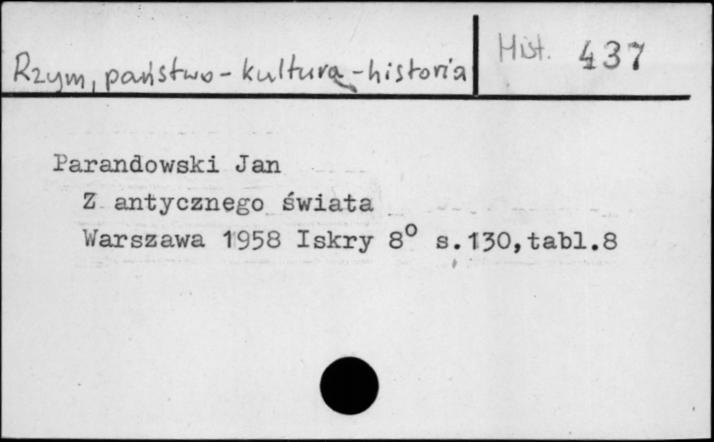 Rzym, państwo - kultura - historia
Hist. 437
Parandowski Jan
Z antycznego świata
Warszawa 1958 Iskry 8° s.130,tabl.8